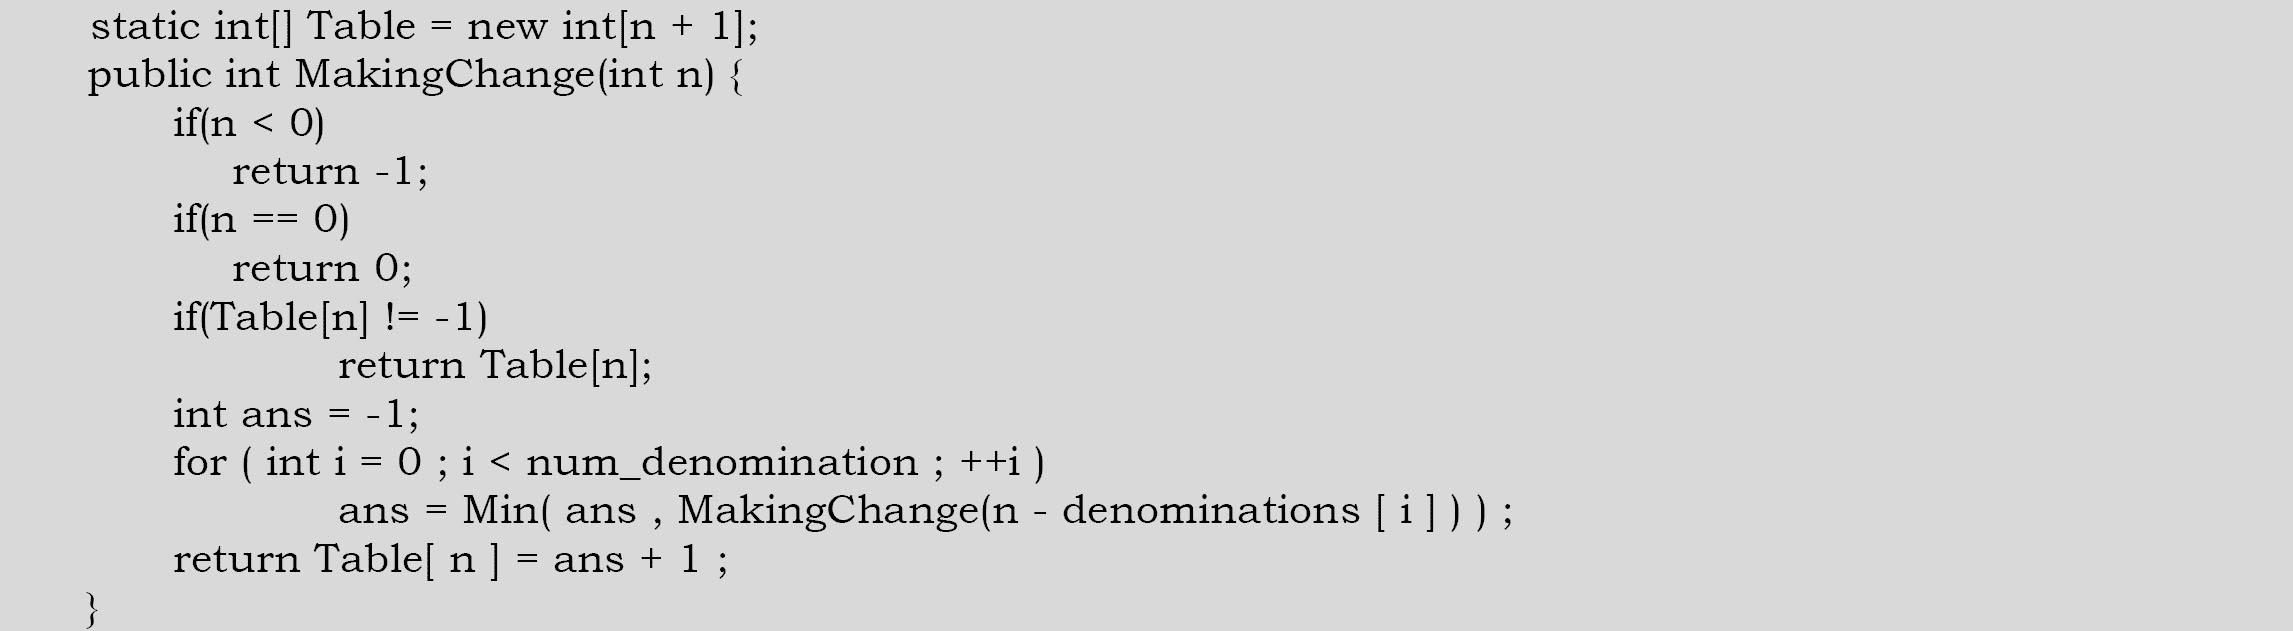 static int[] Table = new int[n + 1];
public int MakingChange(int n) {
if(n < 0)
return -1;
if(n == 0)
return 0;
if(Table[n] != -1)
return Table[n];
int ans = -1;
for ( int i = 0 ; i < num_denomination ; ++i )
ans = Min( ans , MakingChange(n - denominations [ i ] ) ) ;
return Table[ n ] = ans + 1 ;
}